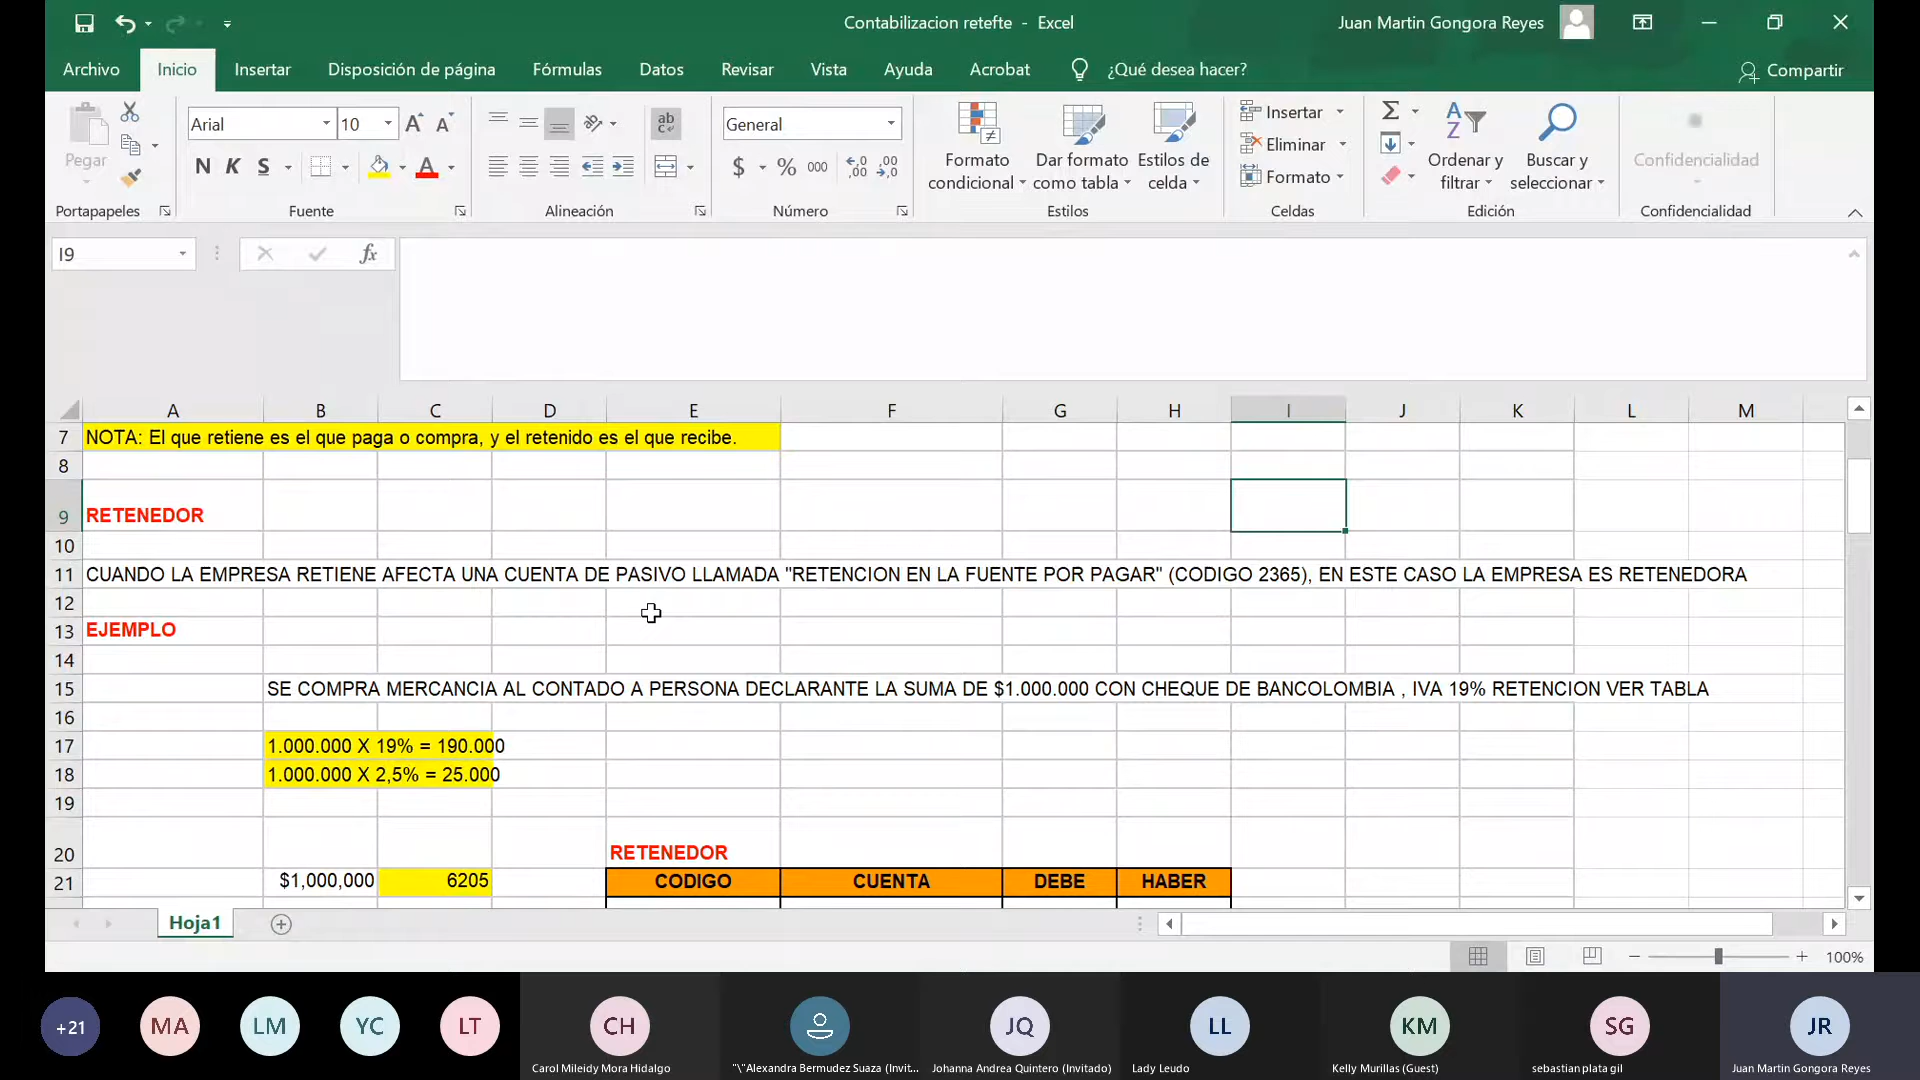 Contabilizacion retefte - Excel
Juan Martin Gongora Reyes
Archivo Inicio Insertar Disposición de página Fórmulas Datos Revisar Vista Ayuda Acrobat ¿Qué desea hacer? Compartir
Pegar
Arial 10
N K S
ab
General
$ % 000
Formato condicional
Dar formato como tabla
Estilos de celda
Insertar
Eliminar
Formato
Ordenar y filtrar
Buscar y seleccionar
Confidencialidad
Portapapeles Fuente Alineación Número Estilos Celdas Edición Confidencialidad
I9 fx
A B C D E F G H I J K L M
7 NOTA: El que retiene es el que paga o compra, y el retenido es el que recibe.
8
9 RETENEDOR
10
11 CUANDO LA EMPRESA RETIENE AFECTA UNA CUENTA DE PASIVO LLAMADA "RETENCION EN LA FUENTE POR PAGAR" (CODIGO 2365), EN ESTE CASO LA EMPRESA ES RETENEDORA
12
13 EJEMPLO
14
15 SE COMPRA MERCANCIA AL CONTADO A PERSONA DECLARANTE LA SUMA DE $1.000.000 CON CHEQUE DE BANCOLOMBIA , IVA 19% RETENCION VER TABLA
16
17 1.000.000 X 19% = 190.000
18 1.000.000 X 2,5% = 25.000
19
20 RETENEDOR
21 $1,000,000 6205 CODIGO CUENTA DEBE HABER
Hoja1
100%
+21 MA LM YC LT CH JQ LL KM SG JR
Carol Mileidy Mora Hidalgo "\"Alexandra Bermudez Suaza (Invit... Johanna Andrea Quintero (Invitado) Lady Leudo Kelly Murillas (Guest) sebastian plata gil Juan Martin Gongora Reyes